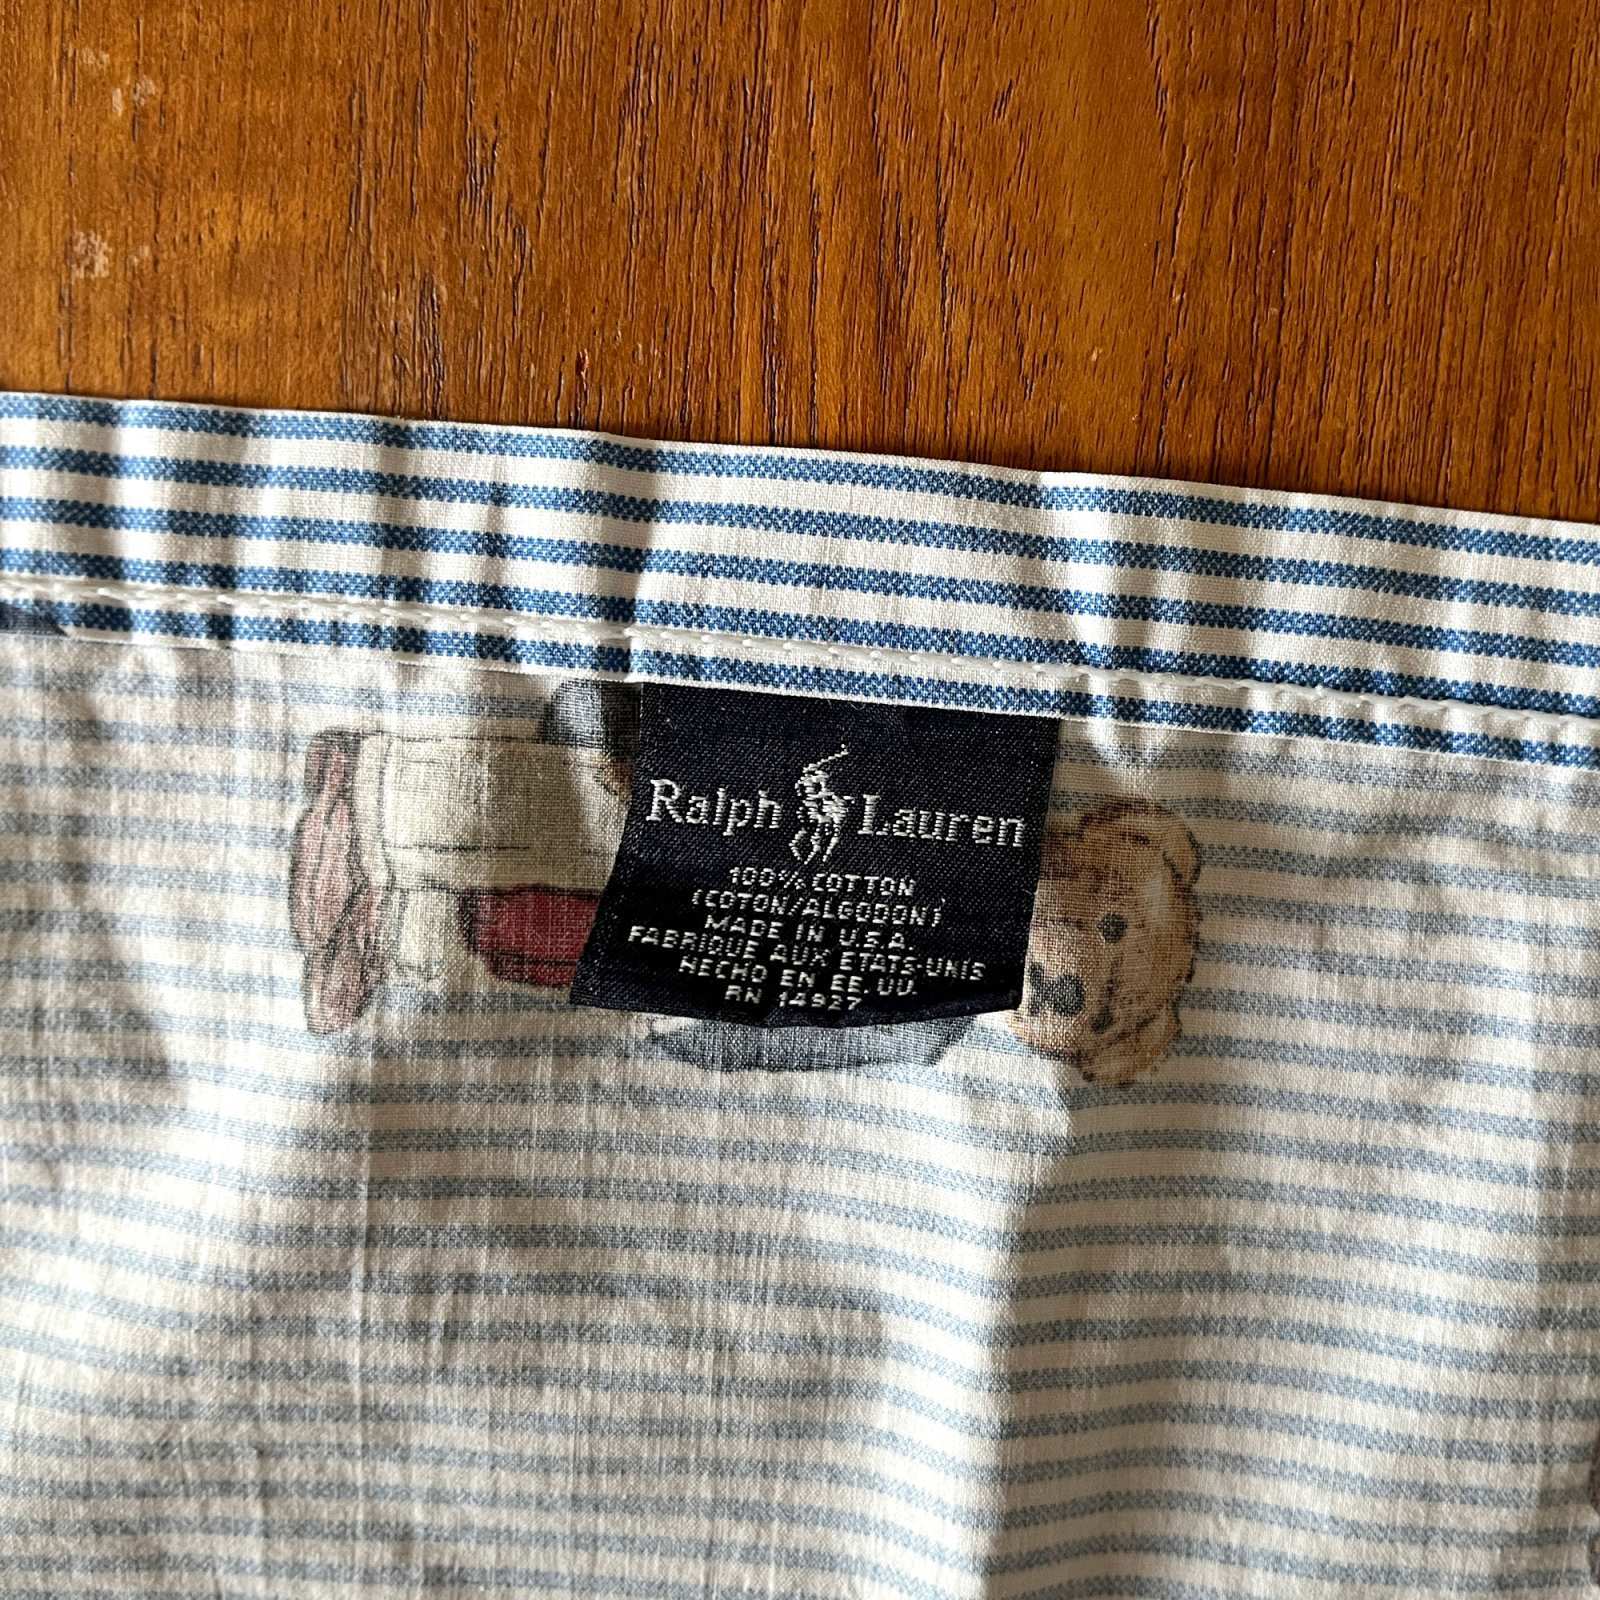 Ralph Lauren
100% COTTON
(COTON/ALGODON)
MADE IN U.S.A.
FABRIQUE AUX ETATS-UNIS
HECHO EN EE. UU.
RN 14927